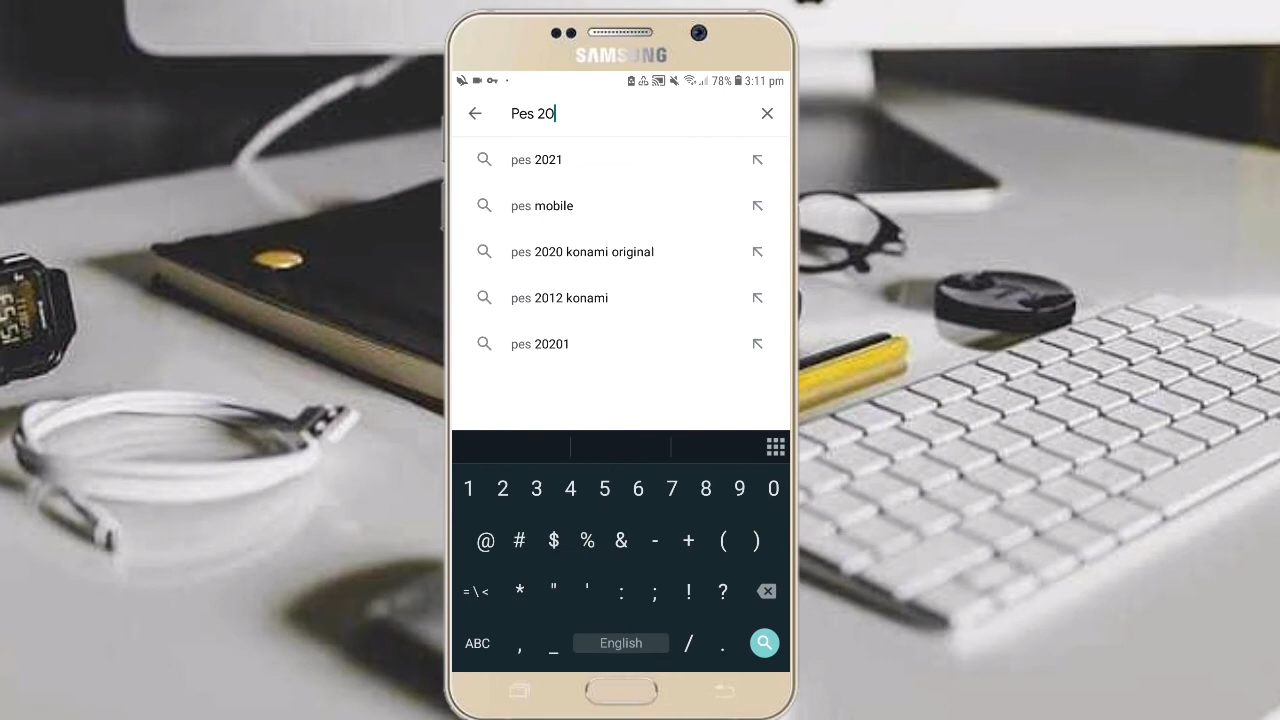 SAMSUNG
78% 3:11 pm
Pes 20
pes 2021
pes mobile
pes 2020 konami original
pes 2012 konami
pes 20201
1 2 3 4 5 6 7 8 9 0
@ # $ % & - + ( )
=\< * " ' : ; ! ?
ABC , _ English / .